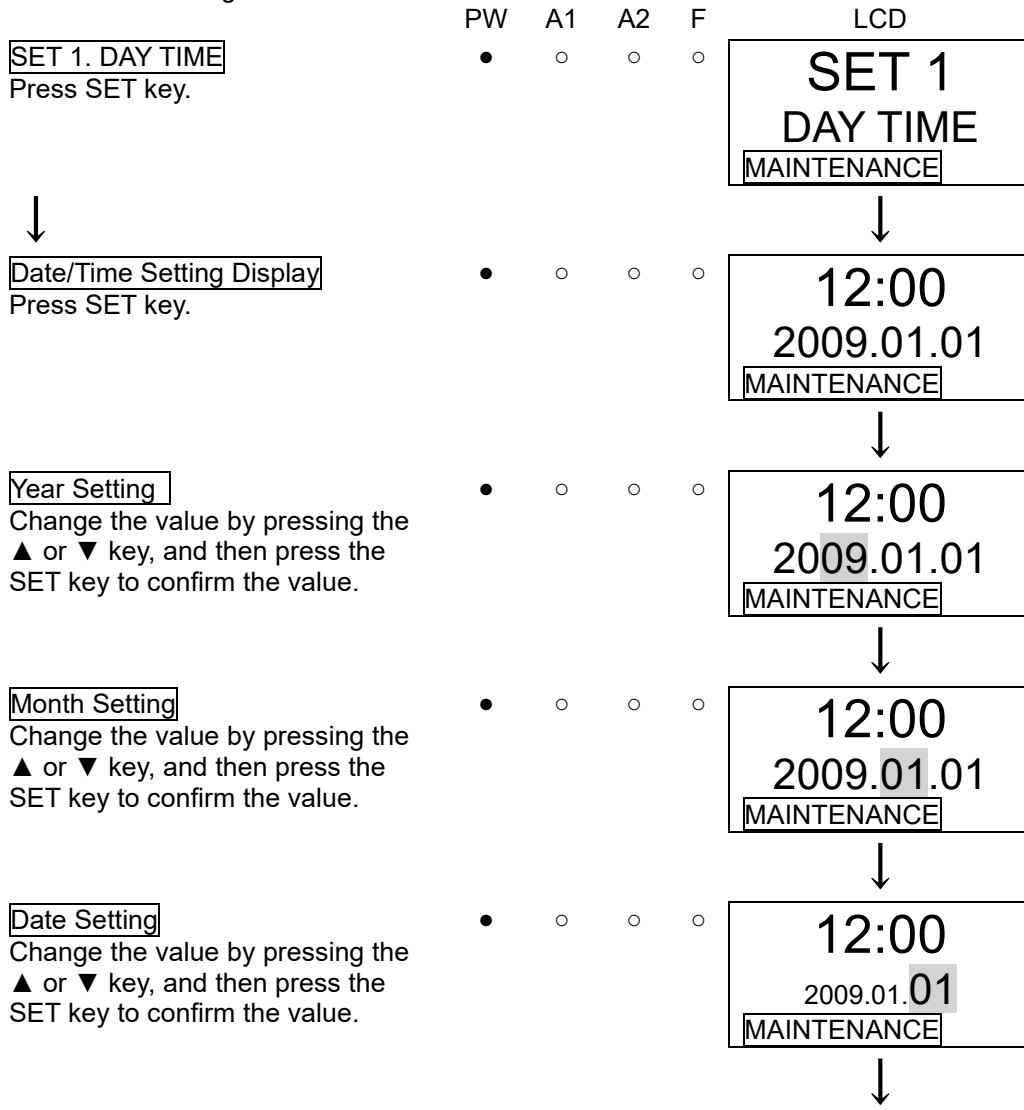 PW A1 A2 F LCD
SET 1. DAY TIME ● ○ ○ ○ SET 1
Press SET key.
DAY TIME
MAINTENANCE
↓ ↓
Date/Time Setting Display ● ○ ○ ○ 12:00
Press SET key.
2009.01.01
MAINTENANCE
↓
Year Setting ● ○ ○ ○ 12:00
Change the value by pressing the
▲ or ▼ key, and then press the
2009.01.01
SET key to confirm the value.
MAINTENANCE
↓
Month Setting ● ○ ○ ○ 12:00
Change the value by pressing the
▲ or ▼ key, and then press the
2009.01.01
SET key to confirm the value.
MAINTENANCE
↓
Date Setting ● ○ ○ ○ 12:00
Change the value by pressing the
▲ or ▼ key, and then press the
2009.01.01
SET key to confirm the value.
MAINTENANCE
↓